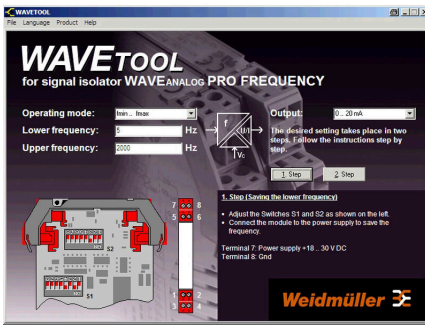 WAVETOOL
File Language Product Help
WAVETOOL
for signal isolator WAVEANALOG PRO FREQUENCY
Operating mode: fmin .. fmax
Output: 0 .. 20 mA
Lower frequency: 5 Hz
Upper frequency: 2000 Hz
f
U/I
Vc
The desired setting takes place in two
steps. Follow the instructions step by
step.
1. Step 2. Step
7 8
5 6
S2
S1
1 2
3 4
1. Step (Saving the lower frequency)
• Adjust the Switches S1 and S2 as shown on the left.
• Connect the module to the power supply to save the
frequency.
Terminal 7: Power supply +18 .. 30 V DC
Terminal 8: Gnd
Weidmüller